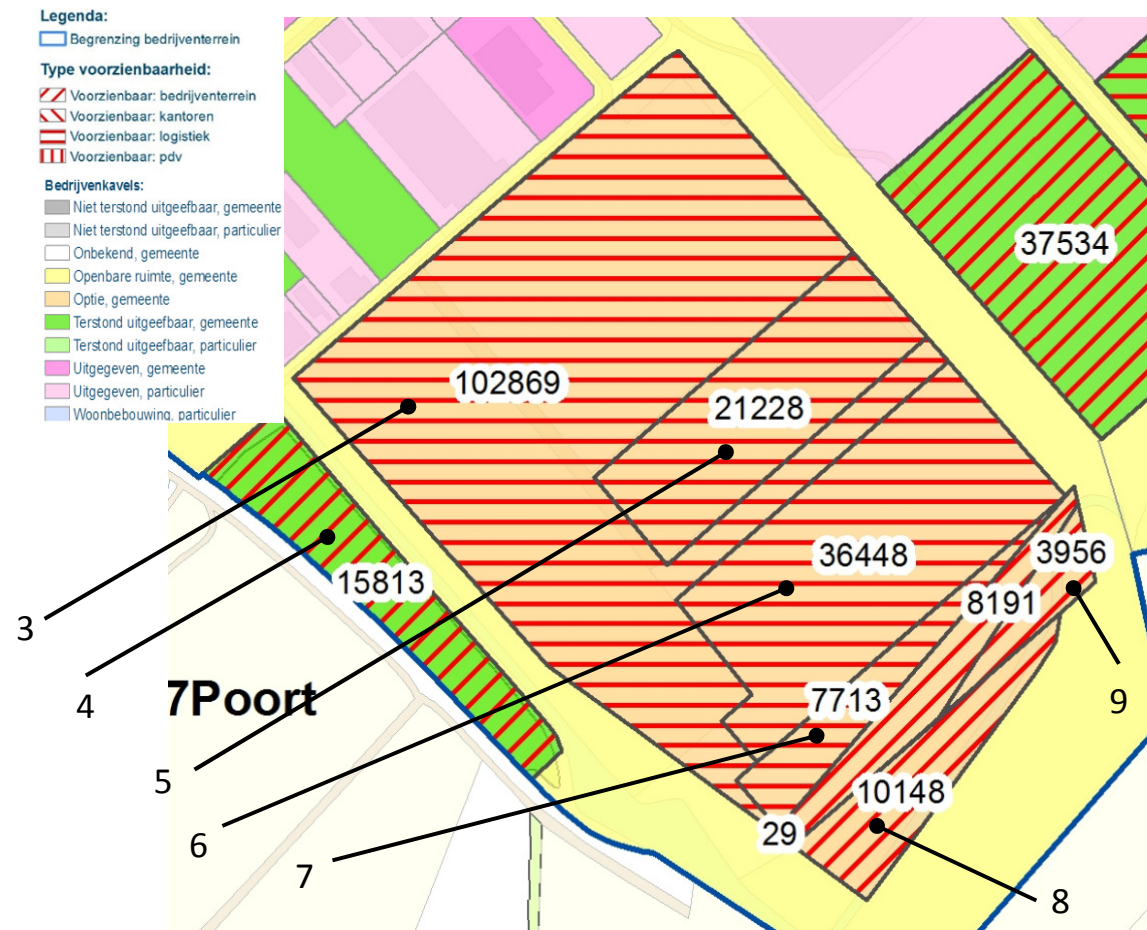 Legenda:
Begrenzing bedrijventerrein
Type voorzienbaarheid:
Voorzienbaar: bedrijventerrein
Voorzienbaar: kantoren
Voorzienbaar: logistiek
Voorzienbaar: pdv
Bedrijvenkavels:
Niet terstond uitgeefbaar, gemeente
Niet terstond uitgeefbaar, particulier
Onbekend, gemeente
Openbare ruimte, gemeente
Optie, gemeente
Terstond uitgeefbaar, gemeente
Terstond uitgeefbaar, particulier
Uitgegeven, gemeente
Uitgegeven, particulier
Woonbebouwing, particulier
37534
102869
21228
36448
3956
15813
8191
3
7Poort
7713
9
4
5
10148
29
6
7
8